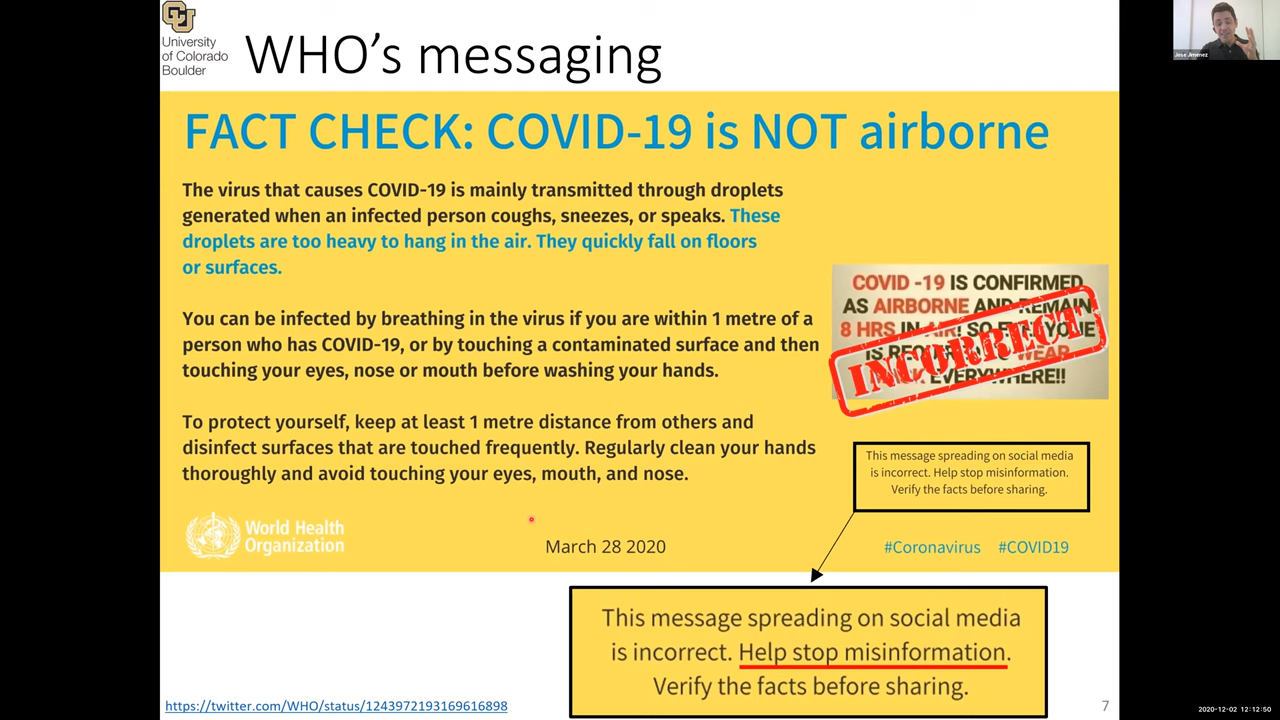 University
of Colorado
Boulder
WHO's messaging
Jose Jimenez
FACT CHECK: COVID-19 is NOT airborne
The virus that causes COVID-19 is mainly transmitted through droplets
generated when an infected person coughs, sneezes, or speaks. These
droplets are too heavy to hang in the air. They quickly fall on floors
or surfaces.
You can be infected by breathing in the virus if you are within 1 metre of a
person who has COVID-19, or by touching a contaminated surface and then
touching your eyes, nose or mouth before washing your hands.
To protect yourself, keep at least 1 metre distance from others and
disinfect surfaces that are touched frequently. Regularly clean your hands
thoroughly and avoid touching your eyes, mouth, and nose.
COVID -19 IS CONFIRMED
AS AIRBORNE AND REMAIN
8 HRS IN AIR! SO EVERYONE
IS WEAR
EVERYWHERE!!
INCORRECT
This message spreading on social media
is incorrect. Help stop misinformation.
Verify the facts before sharing.
World Health
Organization
March 28 2020
#Coronavirus #COVID19
This message spreading on social media
is incorrect. Help stop misinformation.
Verify the facts before sharing.
https://twitter.com/WHO/status/1243972193169616898
7
2020-12-02 12:12:50